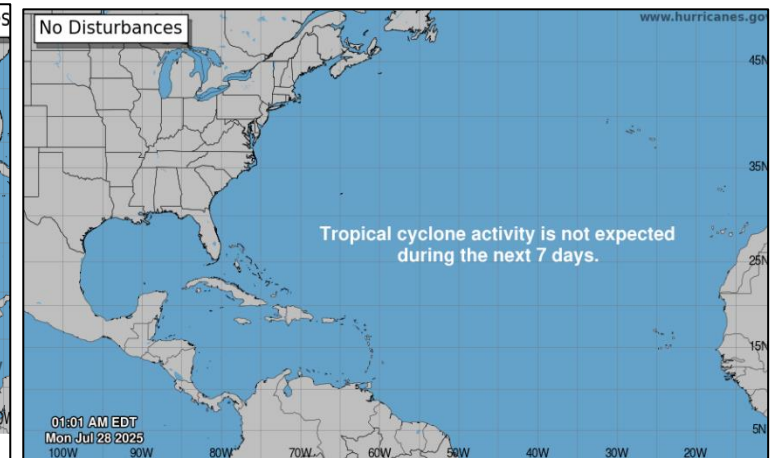 No Disturbances
www.hurricanes.gov
45N
35N
Tropical cyclone activity is not expected
during the next 7 days.
25N
15N
01:01 AM EDT
Mon Jul 28 2025
5N
100W 90W 80W 70W 60W 50W 40W 30W 20W